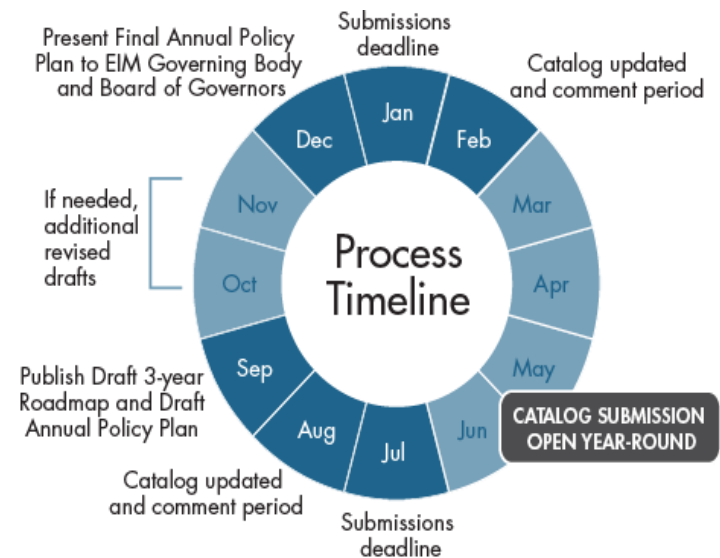 Present Final Annual Policy
Plan to EIM Governing Body
and Board of Governors
Submissions
deadline
Catalog updated
and comment period
Dec
Jan
Feb
If needed,
additional
revised
drafts
Nov
Mar
Process
Timeline
Oct
Apr
Publish Draft 3-year
Roadmap and Draft
Annual Policy Plan
Sep
May
CATALOG SUBMISSION
OPEN YEAR-ROUND
Aug
Jul
Jun
Catalog updated
and comment period
Submissions
deadline